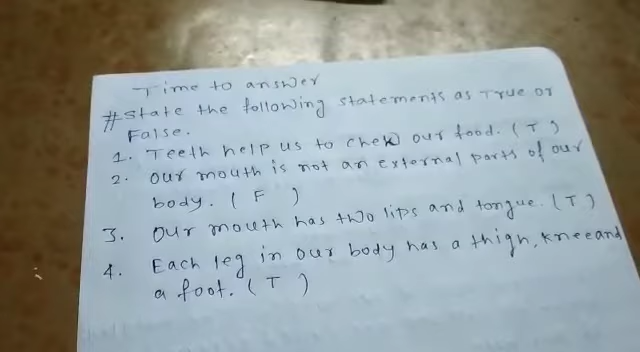 Time to answer
# State the following statements as True or
False.
1. Teeth help us to chew our food. (T)
2. Our mouth is not an external parts of our
body. ( F )
3. Our mouth has two lips and tongue. (T)
4. Each leg in our body has a thigh, knee and
a foot. ( T )